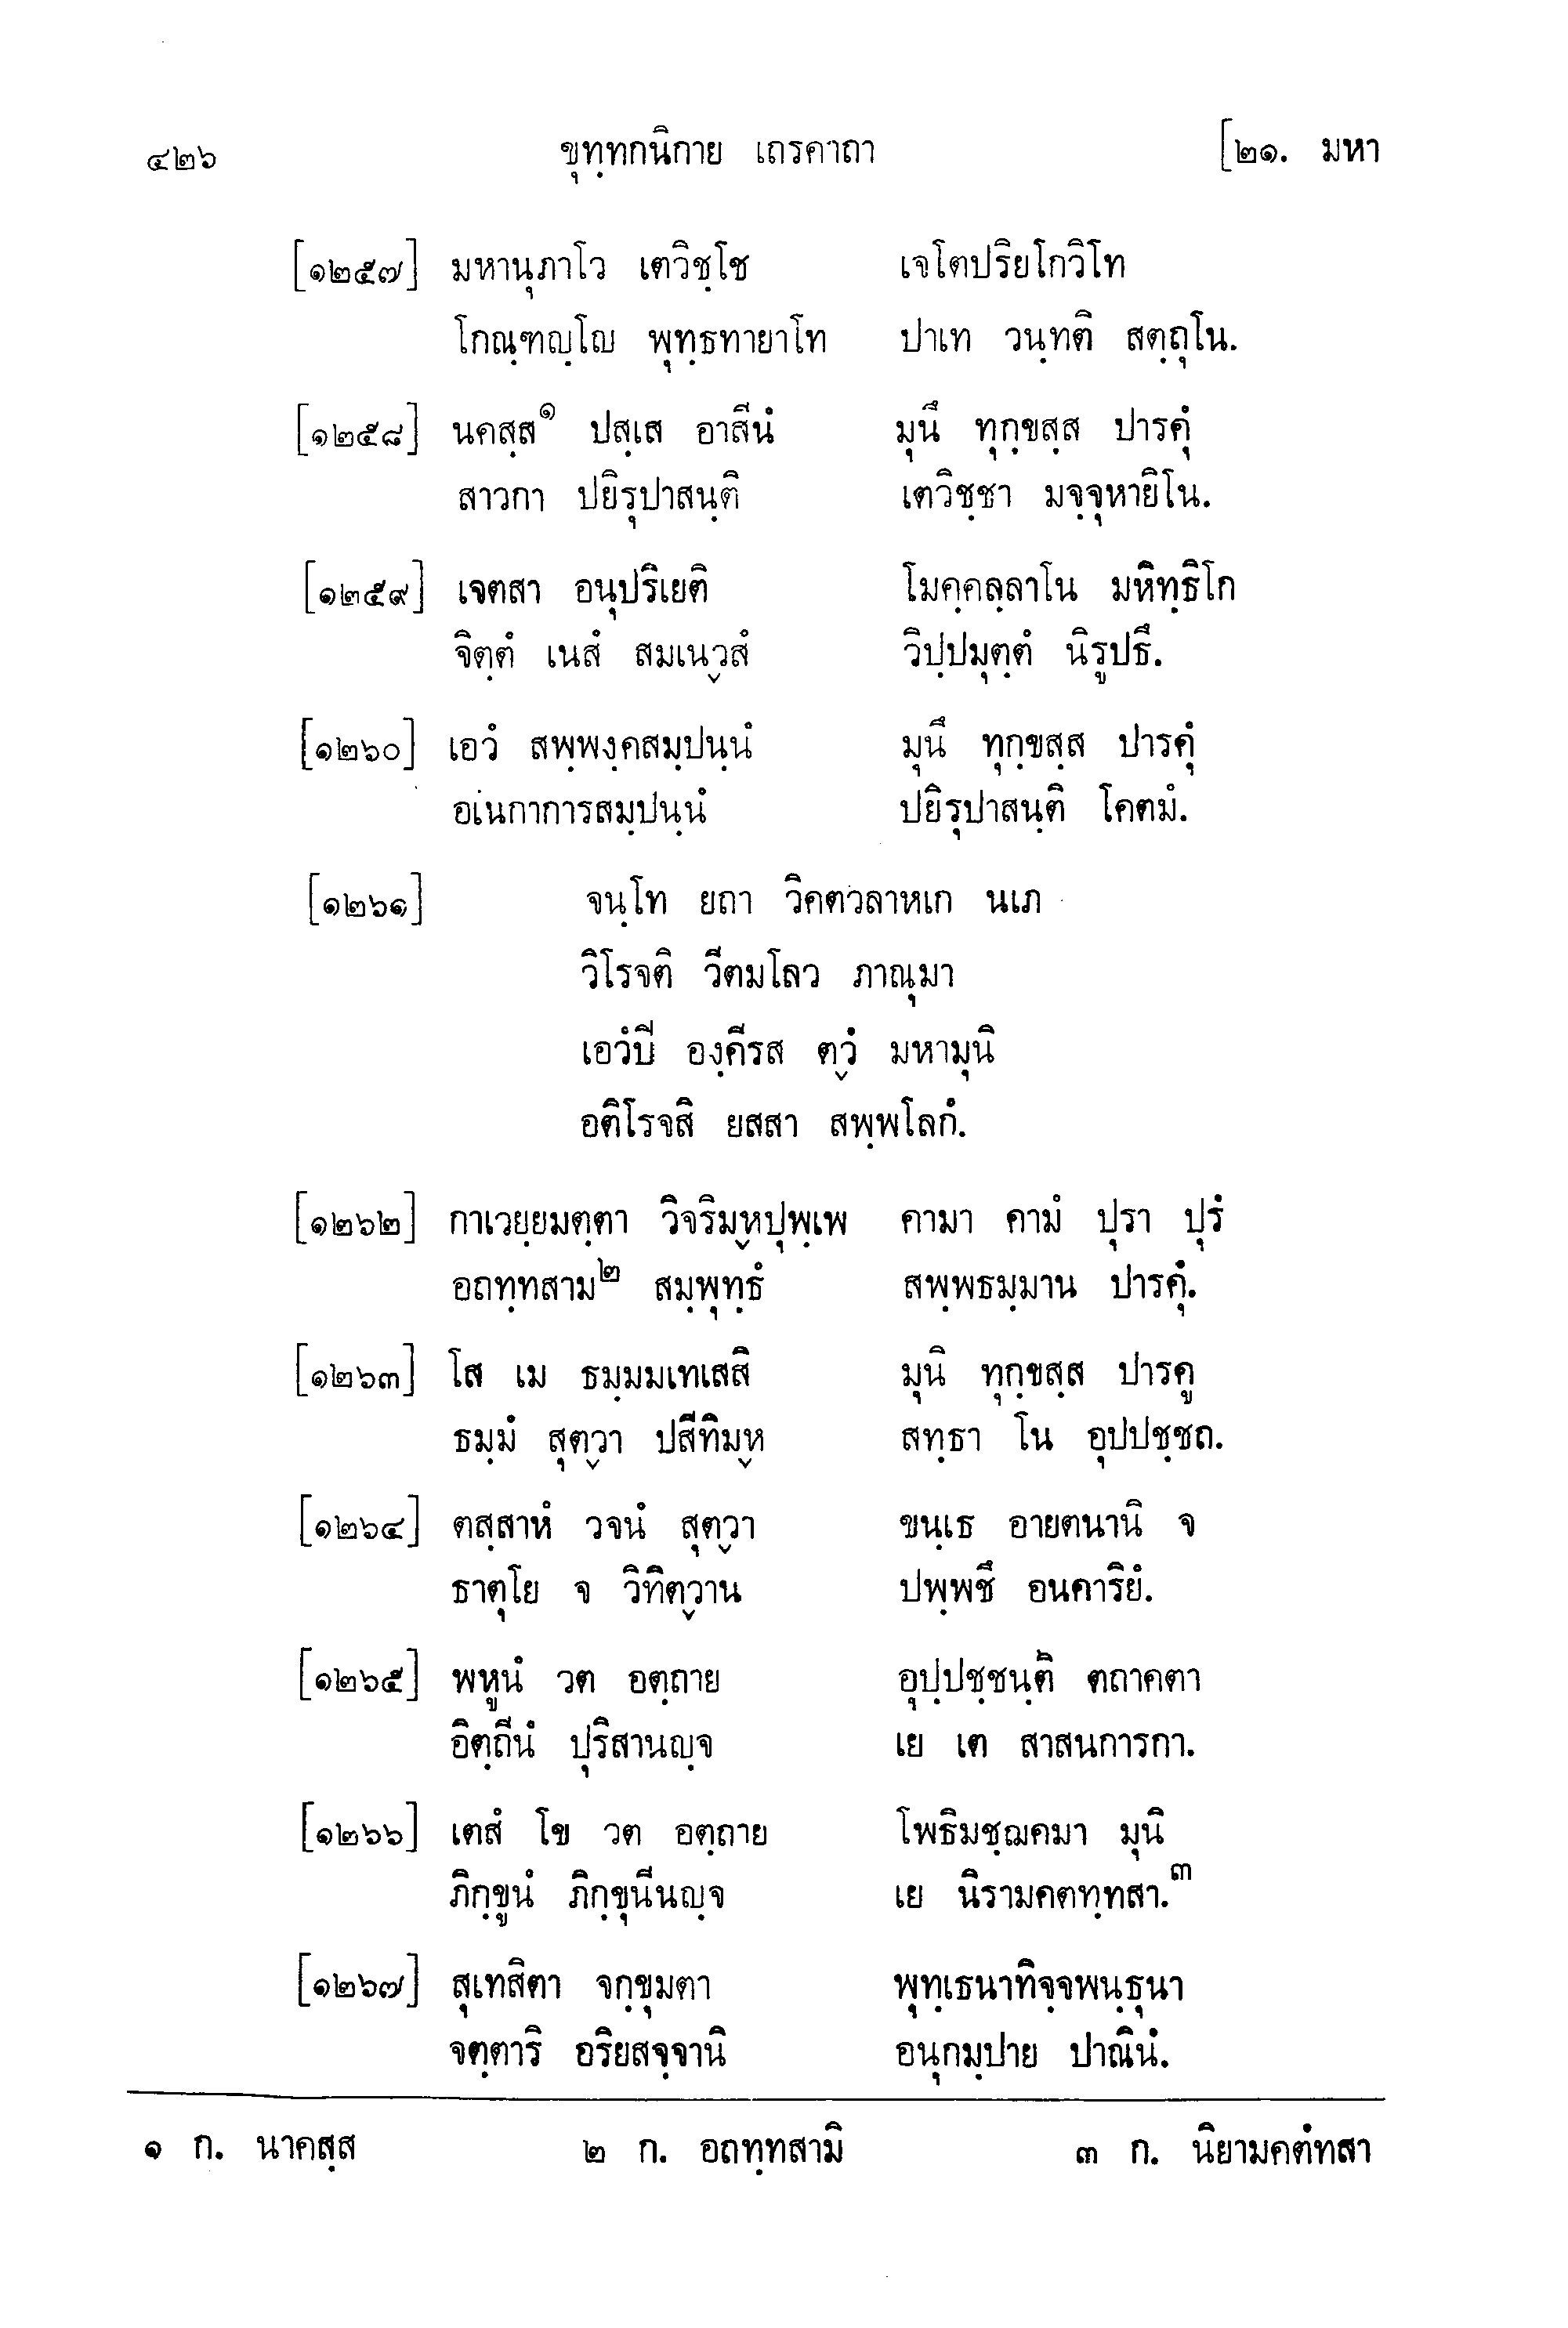 ๔๒๖ ขุทฺทกนิกาย เถรคาถา [๒๑. มหา
[๑๒๕๗] มหานุภาโว เตวิชฺโช เจโตปริยโกวิโท
โกณฺฑญฺโญ พุทฺธทายาโท ปาเท วนฺทติ สตฺถุโน.
[๑๒๕๘] นคสฺส๑ ปสฺเส อาสีนํ มุนึ ทุกฺขสฺส ปารคุํ
สาวกา ปยิรุปาสนฺติ เตวิชฺชา มจฺจุหายิโน.
[๑๒๕๙] เจตสา อนุปริเยติ โมคฺคลฺลาโน มหิทฺธิโก
จิตฺตํ เนสํ สมเนฺวสํ วิปฺปมุตฺตํ นิรูปธึ.
[๑๒๖๐] เอวํ สพฺพงฺคสมฺปนฺนํ มุนึ ทุกฺขสฺส ปารคุํ
อเนกาการสมฺปนฺนํ ปยิรุปาสนฺติ โคตมํ.
[๑๒๖๑] จนฺโท ยถา วิคตวลาหเก นเภ
วิโรจติ วีตมโลว ภาณุมา
เอวํปิ องฺคีรส ตฺวํ มหามุนิ
อติโรจสิ ยสสา สพฺพโลกํ.
[๑๒๖๒] กาเวยฺยมตฺตา วิจริมฺหปุพฺเพ คามา คามํ ปุรา ปุรํ
อถทฺทสาม๒ สมฺพุทฺธํ สพฺพธมฺมาน ปารคุํ.
[๑๒๖๓] โส เม ธมฺมมเทเสสิ มุนิ ทุกฺขสฺส ปารคู
ธมฺมํ สุตฺวา ปสีทิมฺห สทฺธา โน อุปปชฺชถ.
[๑๒๖๔] ตสฺสาหํ วจนํ สุตฺวา ขนฺเธ อายตนานิ จ
ธาตุโย จ วิทิตฺวาน ปพฺพชึ อนคาริยํ.
[๑๒๖๕] พหูนํ วต อตฺถาย อุปฺปชฺชนฺติ ตถาคตา
อิตฺถีนํ ปุริสานญฺจ เย เต สาสนการกา.
[๑๒๖๖] เตสํ โข วต อตฺถาย โพธิมชฺฌคมา มุนิ
ภิกฺขูนํ ภิกฺขุนีนญฺจ เย นิรามคตทฺทสา.๓
[๑๒๖๗] สุเทสิตา จกฺขุมตา พุทฺเธนาทิจฺจพนฺธุนา
จตฺตาริ อริยสจฺจานิ อนุกมฺปาย ปาณินํ.
๑ ก. นาคสฺส ๒ ก. อถทฺทสามิ ๓ ก. นิยามคตํทสา